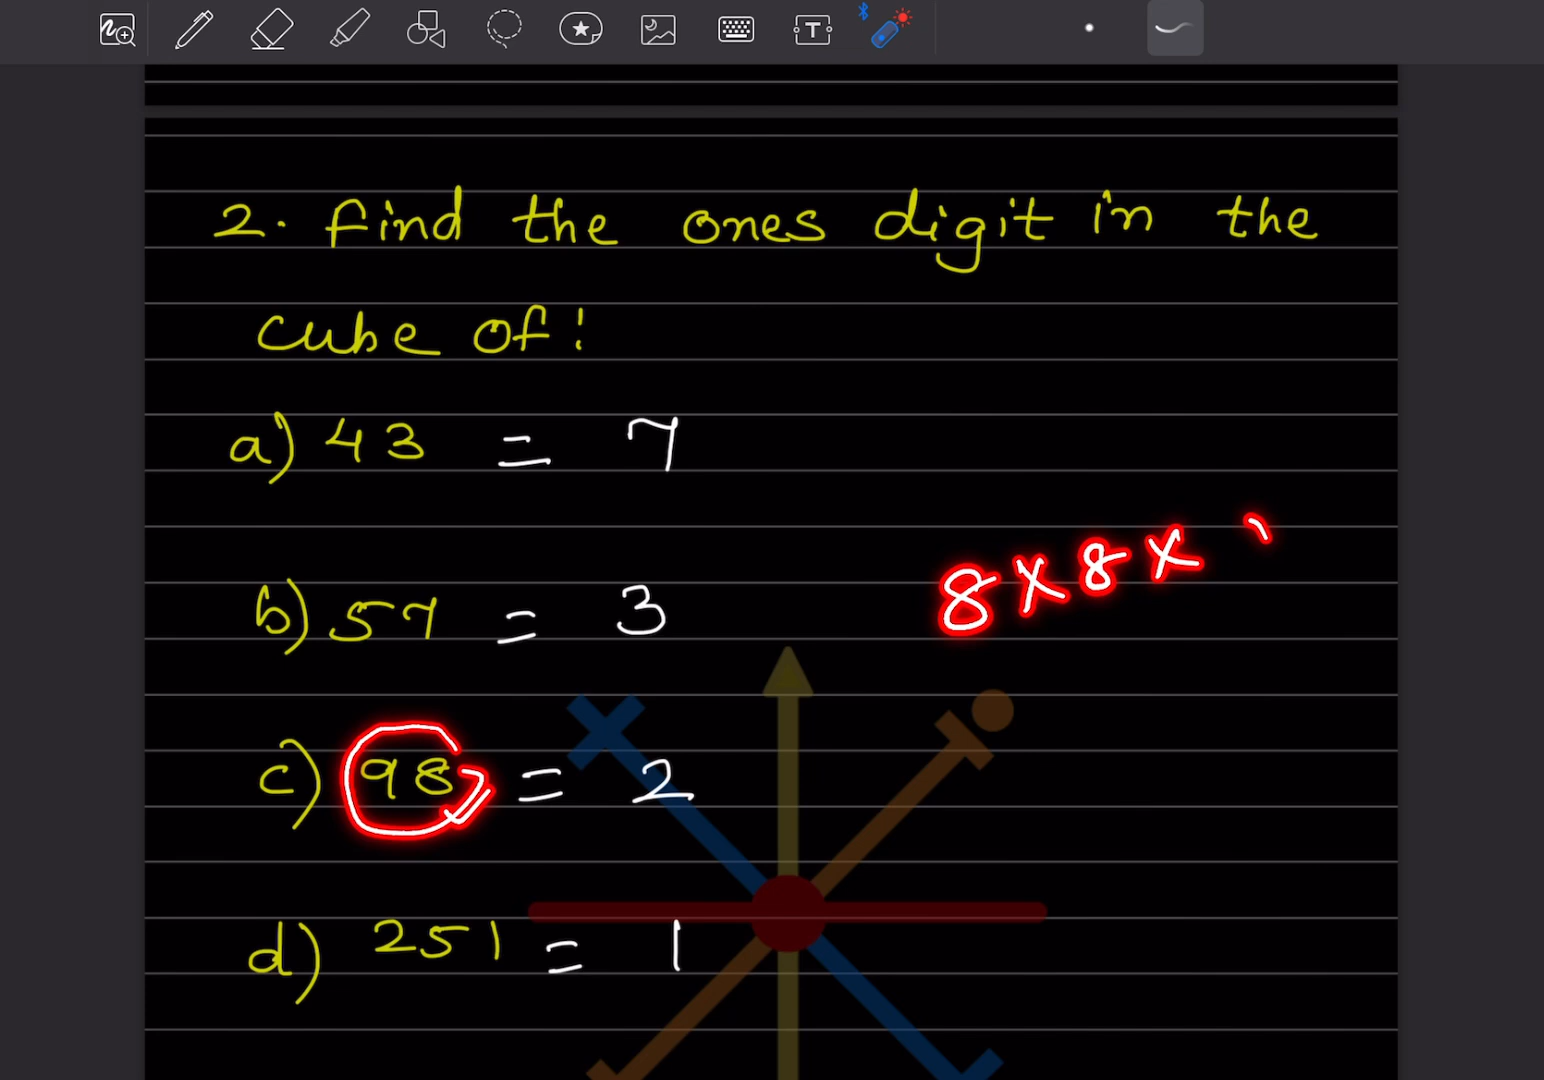 2. find the ones digit in the
cube of!
a) 43 = 7
8 x 8 x
b) 57 = 3
c) 98 = 2
d) 251 = 1